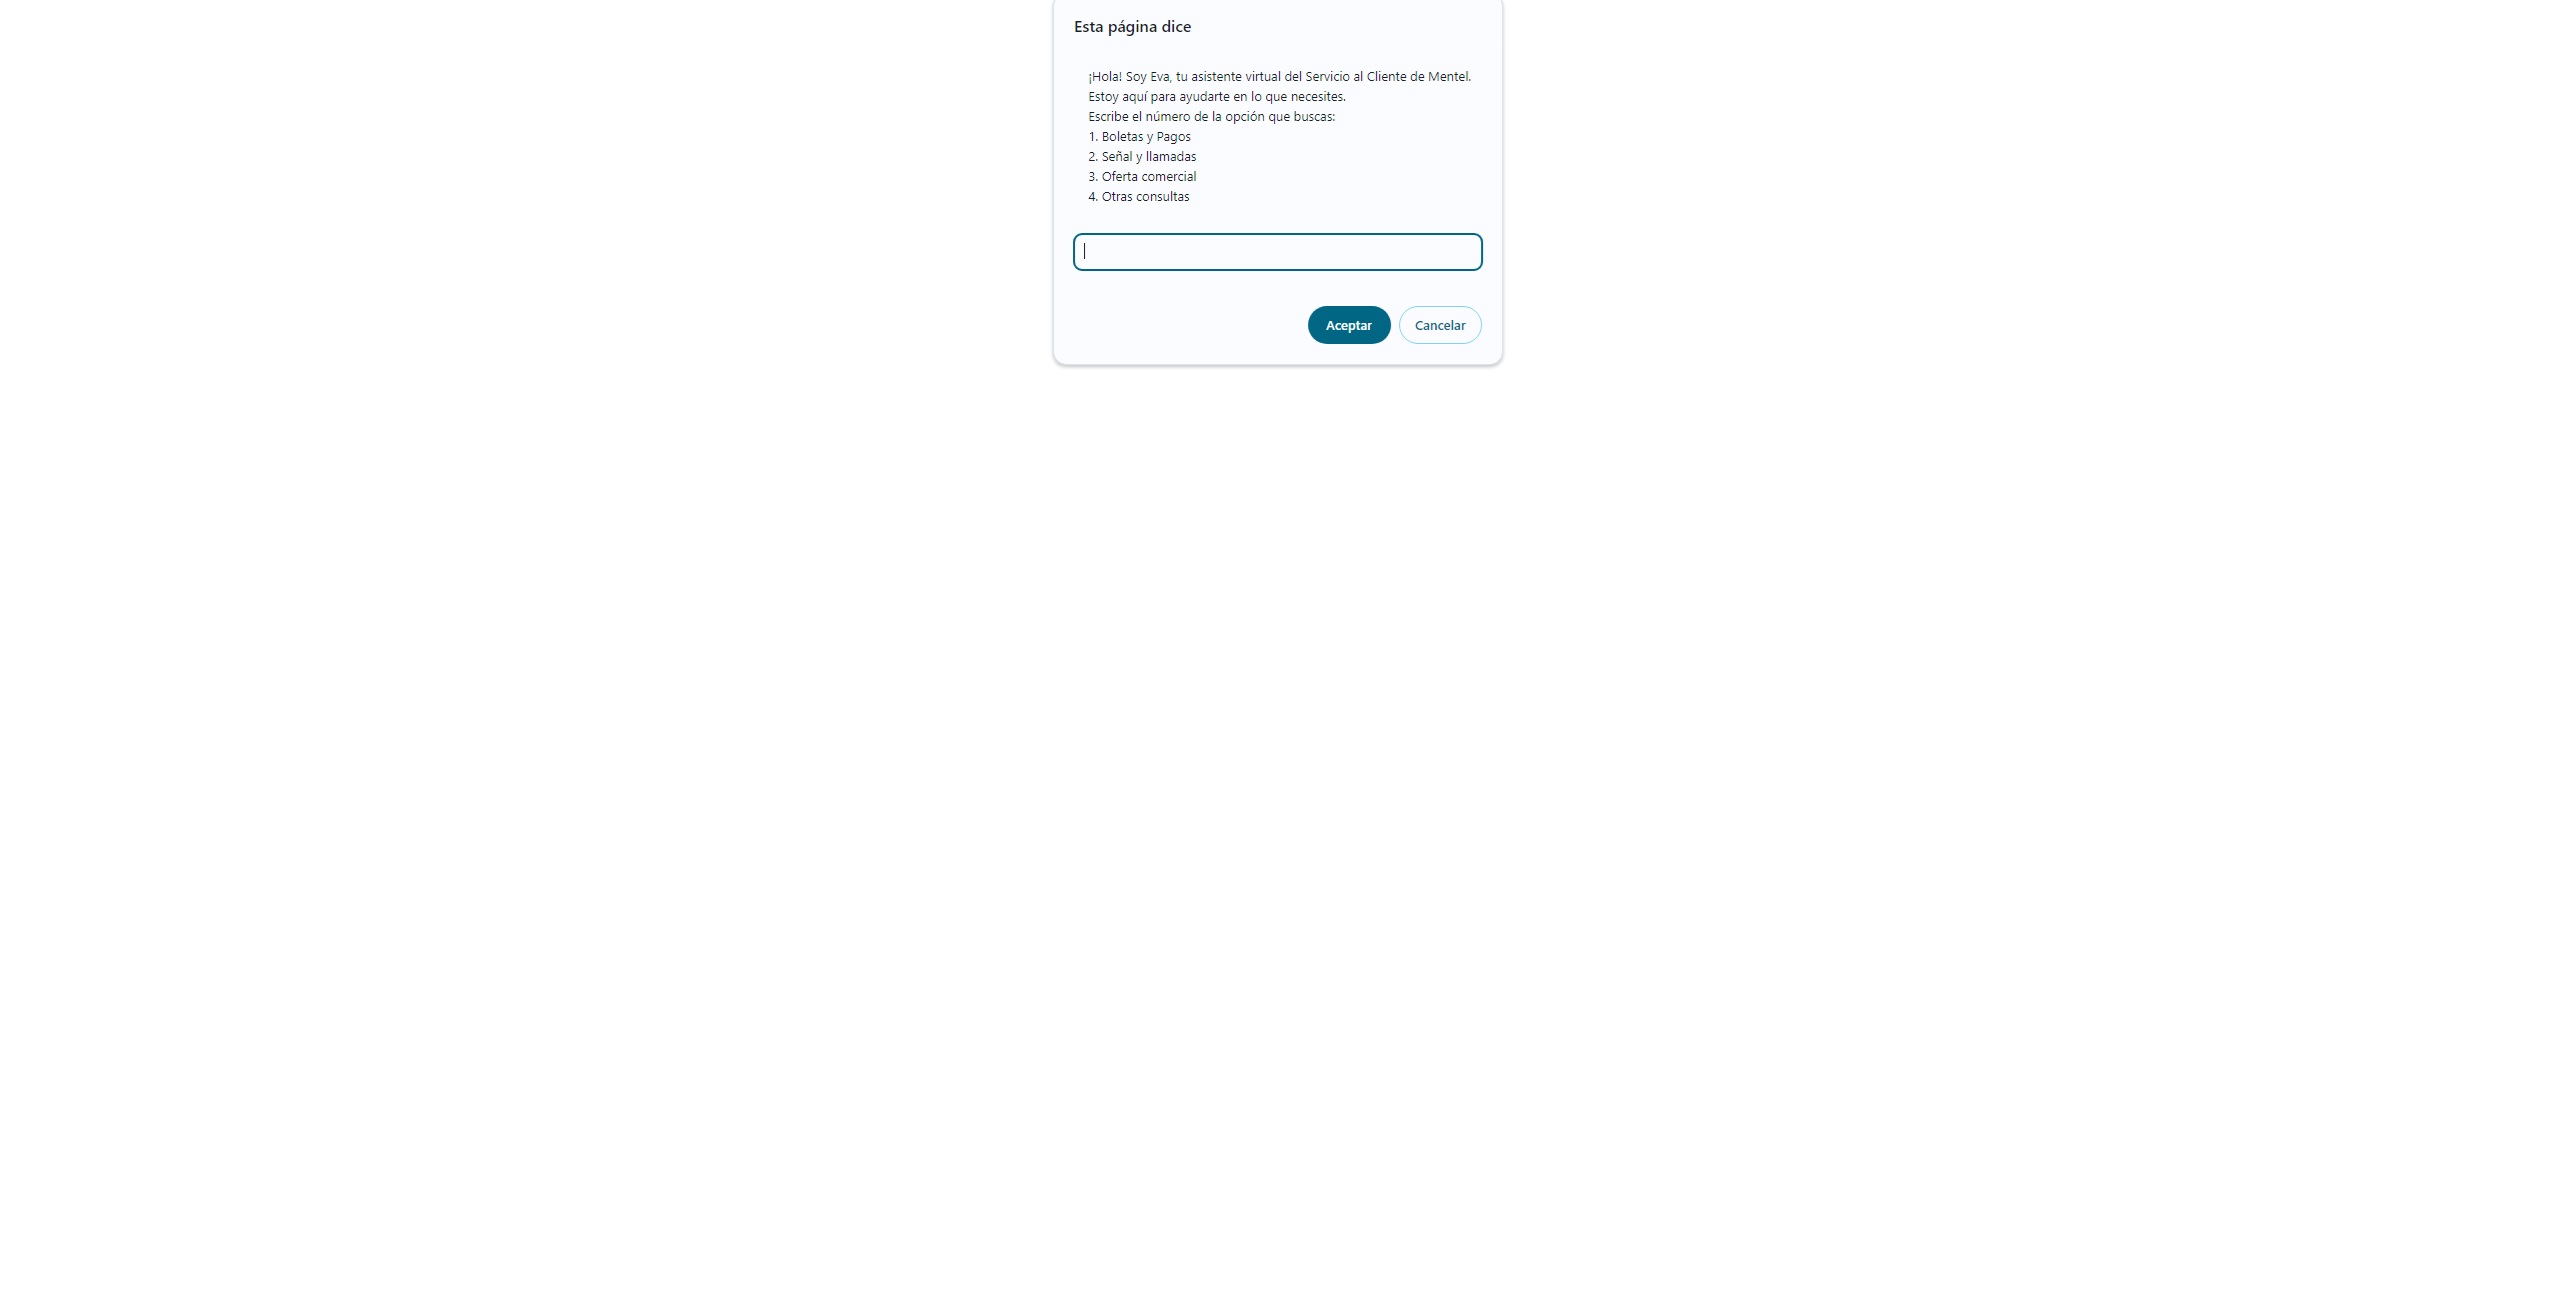 Esta página dice
¡Hola! Soy Eva, tu asistente virtual del Servicio al Cliente de Mentel.
Estoy aquí para ayudarte en lo que necesites.
Escribe el número de la opción que buscas:
1. Boletas y Pagos
2. Señal y llamadas
3. Oferta comercial
4. Otras consultas
Aceptar Cancelar